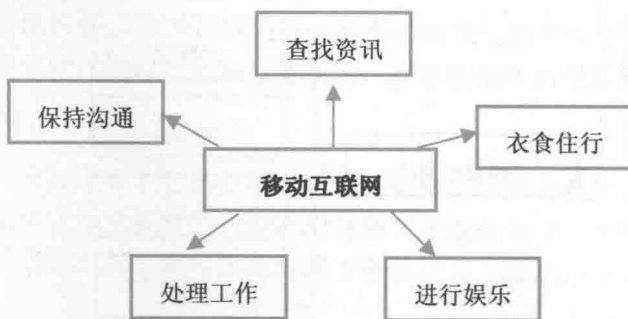 查找资讯
保持沟通
衣食住行
移动互联网
处理工作
进行娱乐